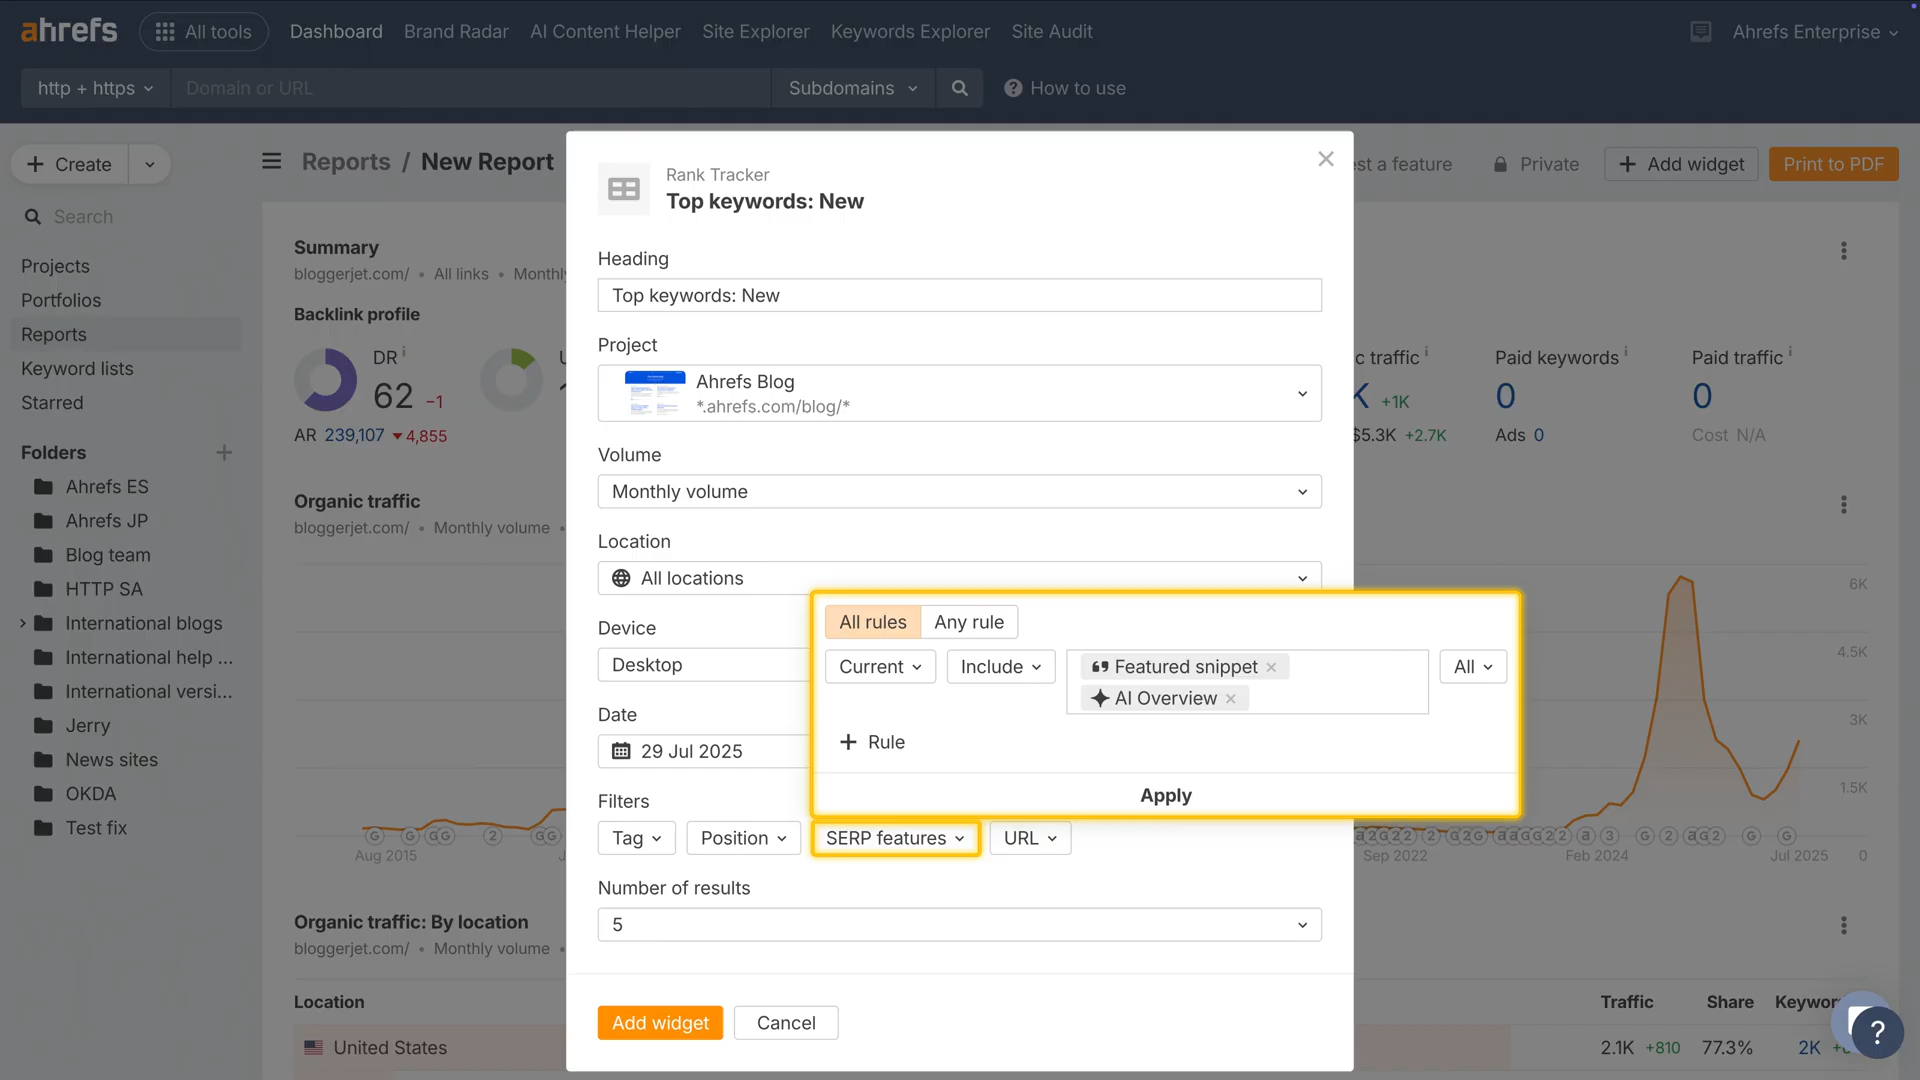 ahrefs All tools Dashboard Brand Radar AI Content Helper Site Explorer Keywords Explorer Site Audit Ahrefs Enterprise
http + https Domain or URL Subdomains ? How to use
+ Create
Reports / New Report
est a feature Private + Add widget Print to PDF
Search
Projects
Portfolios
Reports
Keyword lists
Starred
Folders +
Ahrefs ES
Ahrefs JP
Blog team
HTTP SA
International blogs
International help ...
International versi...
Jerry
News sites
OKDA
Test fix
Summary
bloggerjet.com/ • All links • Monthly
Backlink profile
DR i
62 −1
AR 239,107 4,855
c traffic i
K +1K
$5.3K +2.7K
Paid keywords i
0
Ads 0
Paid traffic i
0
Cost N/A
Organic traffic
bloggerjet.com/ • Monthly volume •
6K
4.5K
3K
1.5K
0
Aug 2015
Sep 2022
Feb 2024
Jul 2025
Organic traffic: By location
bloggerjet.com/ • Monthly volume •
Location Traffic Share Keywor
United States 2.1K +810 77.3% 2K
Rank Tracker
Top keywords: New
Heading
Top keywords: New
Project
Ahrefs Blog
*.ahrefs.com/blog/*
Volume
Monthly volume
Location
All locations
Device
Desktop
Date
29 Jul 2025
Filters
Tag Position SERP features URL
All rules Any rule
Current Include Featured snippet × All
AI Overview ×
+ Rule
Apply
Number of results
5
Add widget Cancel
?